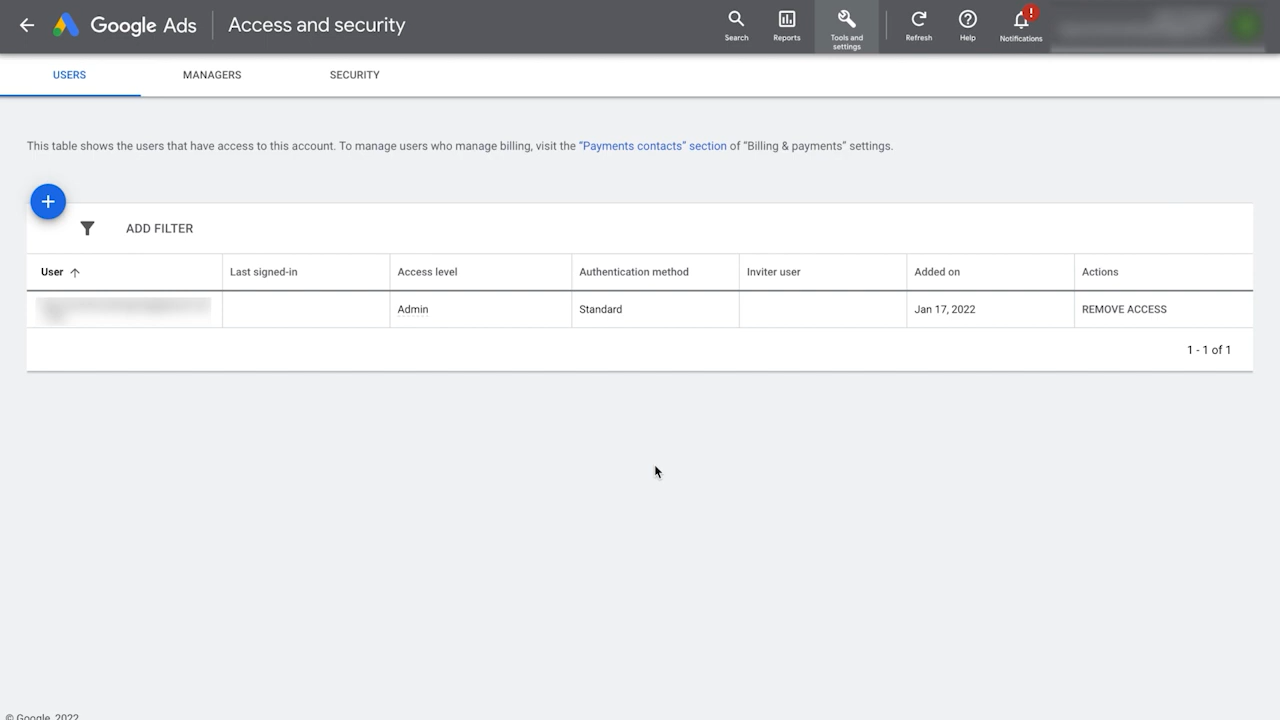 Google Ads
Access and security
Search
Reports
Tools and
settings
Refresh
Help
!
Notifications
USERS
MANAGERS
SECURITY
This table shows the users that have access to this account. To manage users who manage billing, visit the “Payments contacts” section of “Billing & payments” settings.
+
ADD FILTER
User
Last signed-in
Access level
Authentication method
Inviter user
Added on
Actions
Admin
Standard
Jan 17, 2022
REMOVE ACCESS
1 - 1 of 1
© Google, 2022